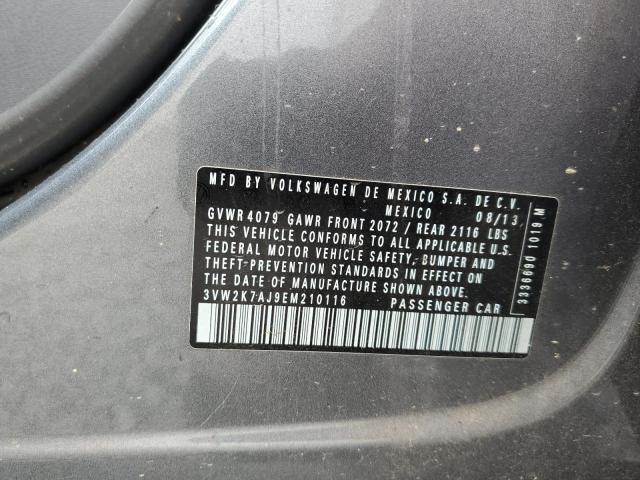 MFD BY VOLKSWAGEN DE MEXICO S.A. DE C.V.
MEXICO 08/13
GVWR 4079 GAWR FRONT 2072 / REAR 2116 LBS
THIS VEHICLE CONFORMS TO ALL APPLICABLE U.S.
FEDERAL MOTOR VEHICLE SAFETY, BUMPER AND
THEFT-PREVENTION STANDARDS IN EFFECT ON
THE DATE OF MANUFACTURE SHOWN ABOVE.
3VW2K7AJ9EM210116 PASSENGER CAR
3336690 1019 M